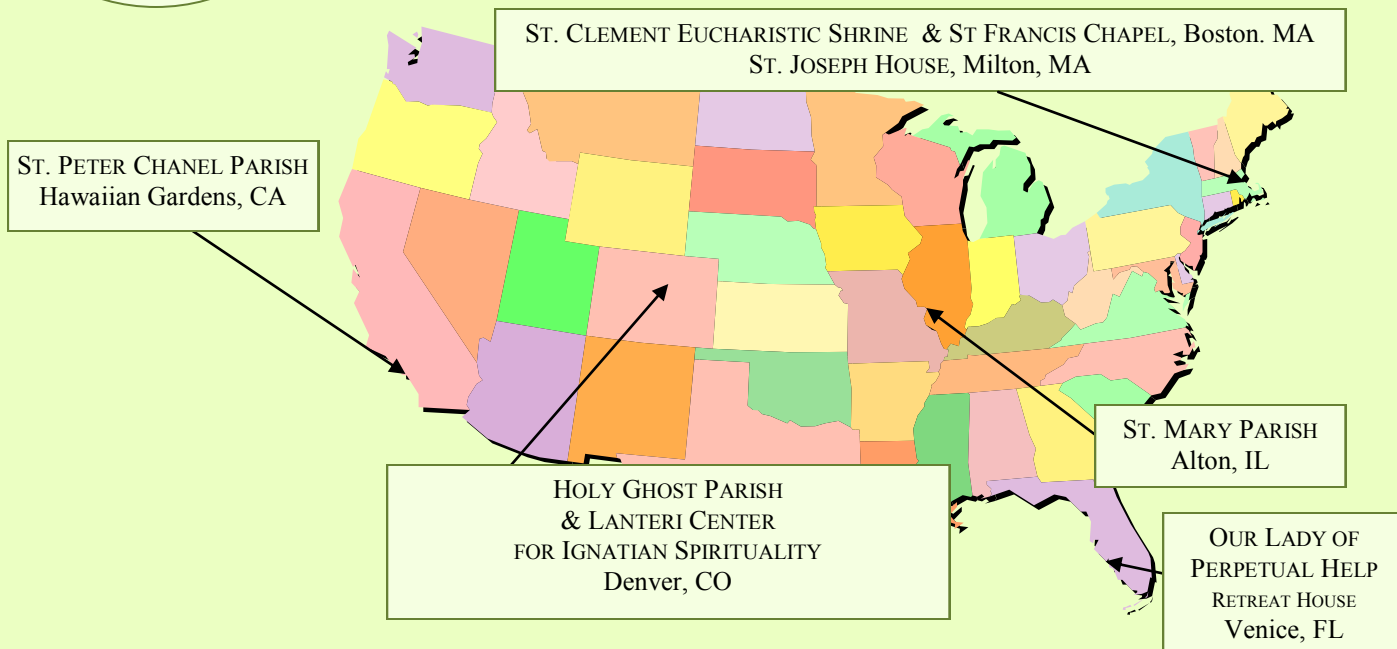 ST. CLEMENT EUCHARISTIC SHRINE & ST FRANCIS CHAPEL, Boston. MA
ST. JOSEPH HOUSE, Milton, MA
ST. PETER CHANEL PARISH
Hawaiian Gardens, CA
ST. MARY PARISH
Alton, IL
HOLY GHOST PARISH
& LANTERI CENTER
FOR IGNATIAN SPIRITUALITY
Denver, CO
OUR LADY OF
PERPETUAL HELP
RETREAT HOUSE
Venice, FL